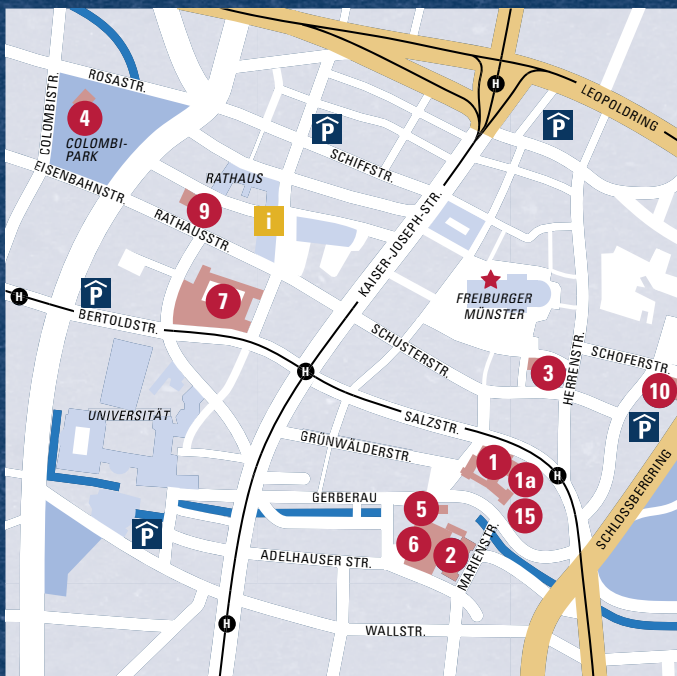 H
LEOPOLDRING
ROSASTR.
COLOMBISTR.
4
COLOMBI-
PARK
P
P
SCHIFFSTR.
EISENBAHNSTR.
RATHAUS
9
i
RATHAUSSTR.
KAISER-JOSEPH-STR.
FREIBURGER
MÜNSTER
H
P
7
BERTOLDSTR.
SCHUSTERSTR.
H
3
HERRENSTR.
SCHOFERSTR.
10
P
UNIVERSITÄT
SALZSTR.
GRÜNWÄLDERSTR.
1
1a
H
GERBERAU
5
15
SCHLOSSBERGRING
P
6
2
MARIENSTR.
ADELHAUSER STR.
H
WALLSTR.